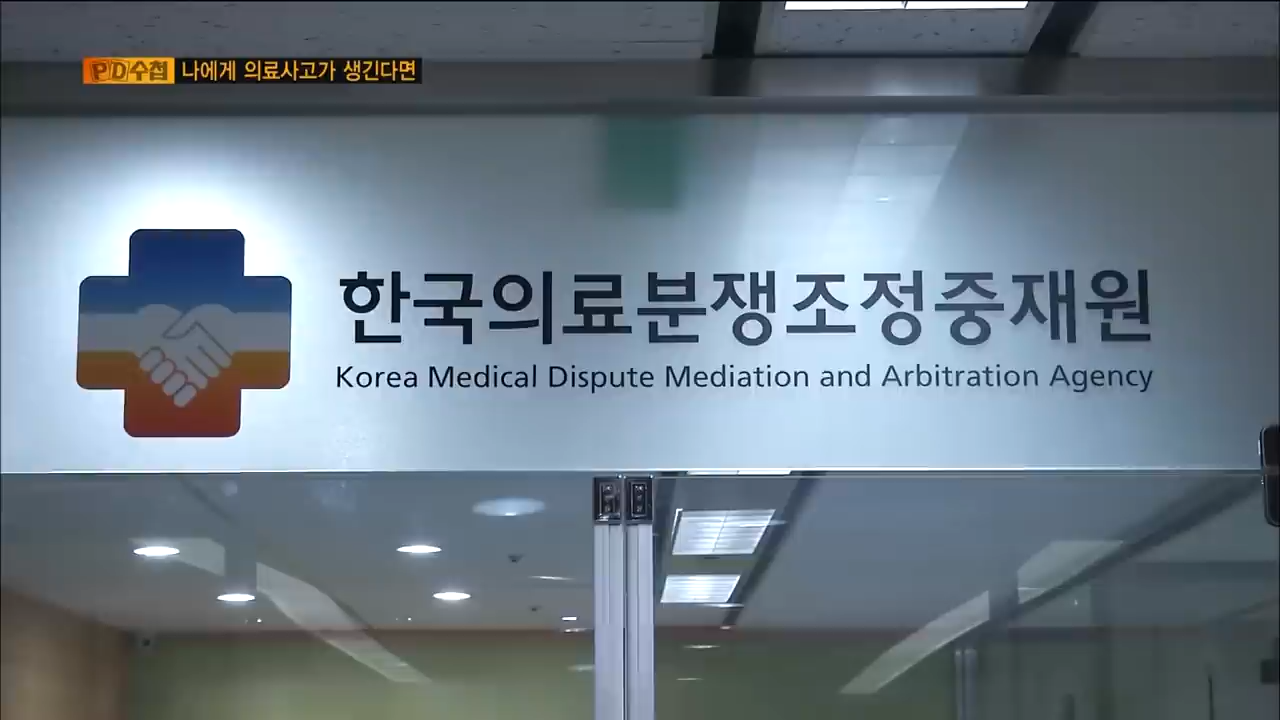 PD수첩 나에게 의료사고가 생긴다면
한국의료분쟁조정중재원
Korea Medical Dispute Mediation and Arbitration Agency